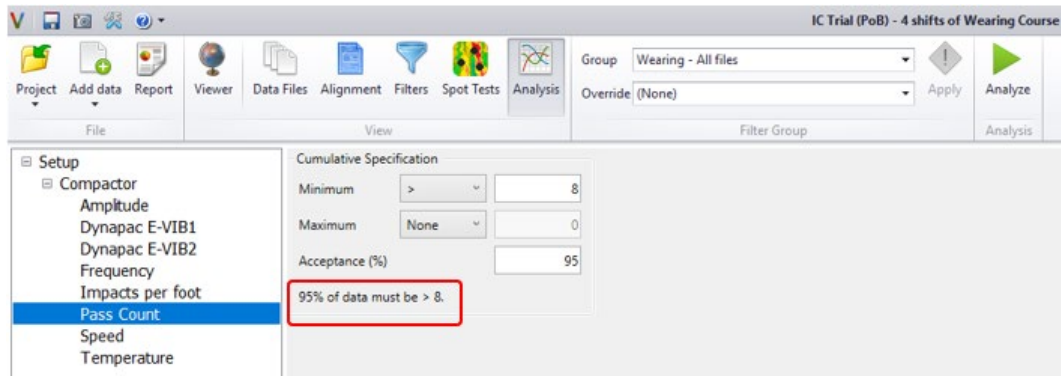 IC Trial (PoB) - 4 shifts of Wearing Course
Project Add data Report Viewer Data Files Alignment Filters Spot Tests Analysis Group Wearing - All files Apply Analyze
Override (None)
File View Filter Group Analysis
Setup
Compactor
Amplitude
Dynapac E-VIB1
Dynapac E-VIB2
Frequency
Impacts per foot
Pass Count
Speed
Temperature
Cumulative Specification
Minimum > 8
Maximum None 0
Acceptance (%) 95
95% of data must be > 8.